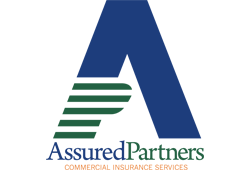 AssuredPartners
COMMERCIAL INSURANCE SERVICES